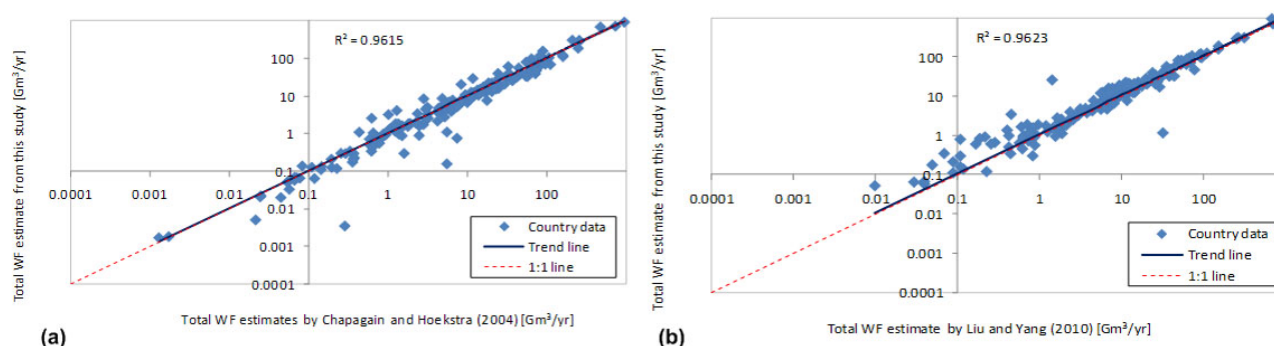 R² = 0.9615
100
10
1
0.1
0.0001
0.001
0.01
0.1
1
10
100
0.01
0.001
0.0001
Country data
Trend line
1:1 line
Total WF estimate from this study [Gm³/yr]
Total WF estimates by Chapagain and Hoekstra (2004) [Gm³/yr]
(a)
R² = 0.9623
100
10
1
0.1
0.0001
0.001
0.01
0.1
1
10
100
0.01
0.001
0.0001
Country data
Trend line
1:1 line
Total WF estimate from this study [Gm³/yr]
Total WF estimate by Liu and Yang (2010) [Gm³/yr]
(b)